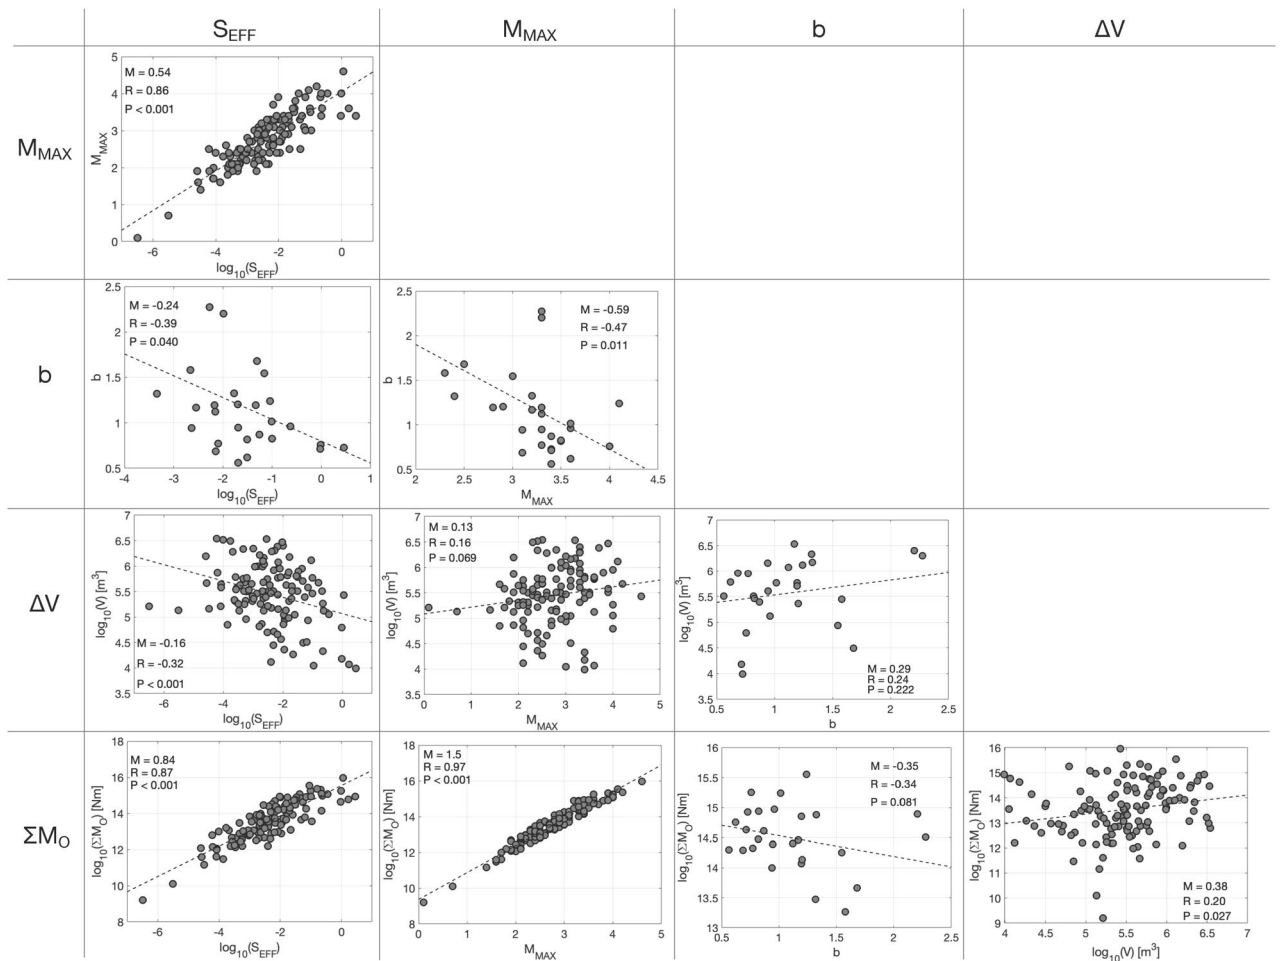 S_EFF M_MAX b ΔV
M_MAX
5
4
3
2
1
0
M_MAX
M = 0.54
R = 0.86
P < 0.001
-6 -4 -2 0
log10(S_EFF)
b
2.5
2
1.5
1
0.5
b
M = -0.24
R = -0.39
P = 0.040
-4 -3 -2 -1 0 1
log10(S_EFF)
2.5
2
1.5
1
0.5
b
M = -0.59
R = -0.47
P = 0.011
2 2.5 3 3.5 4 4.5
M_MAX
ΔV
7
6.5
6
5.5
5
4.5
4
3.5
log10(V) [m³]
M = -0.16
R = -0.32
P < 0.001
-6 -4 -2 0
log10(S_EFF)
7
6.5
6
5.5
5
4.5
4
3.5
log10(V) [m³]
M = 0.13
R = 0.16
P = 0.069
0 1 2 3 4 5
M_MAX
7
6.5
6
5.5
5
4.5
4
3.5
log10(V) [m³]
M = 0.29
R = 0.24
P = 0.222
0.5 1 1.5 2 2.5
b
ΣM_O
18
16
14
12
10
8
log10(ΣM_O) [Nm]
M = 0.84
R = 0.87
P < 0.001
-6 -4 -2 0
log10(S_EFF)
18
16
14
12
10
8
log10(ΣM_O) [Nm]
M = 1.5
R = 0.97
P < 0.001
0 1 2 3 4 5
M_MAX
16
15.5
15
14.5
14
13.5
13
log10(ΣM_O) [Nm]
M = -0.35
R = -0.34
P = 0.081
0.5 1 1.5 2 2.5
b
16
15
14
13
12
11
10
9
log10(ΣM_O) [Nm]
M = 0.38
R = 0.20
P = 0.027
4 4.5 5 5.5 6 6.5 7
log10(V) [m³]